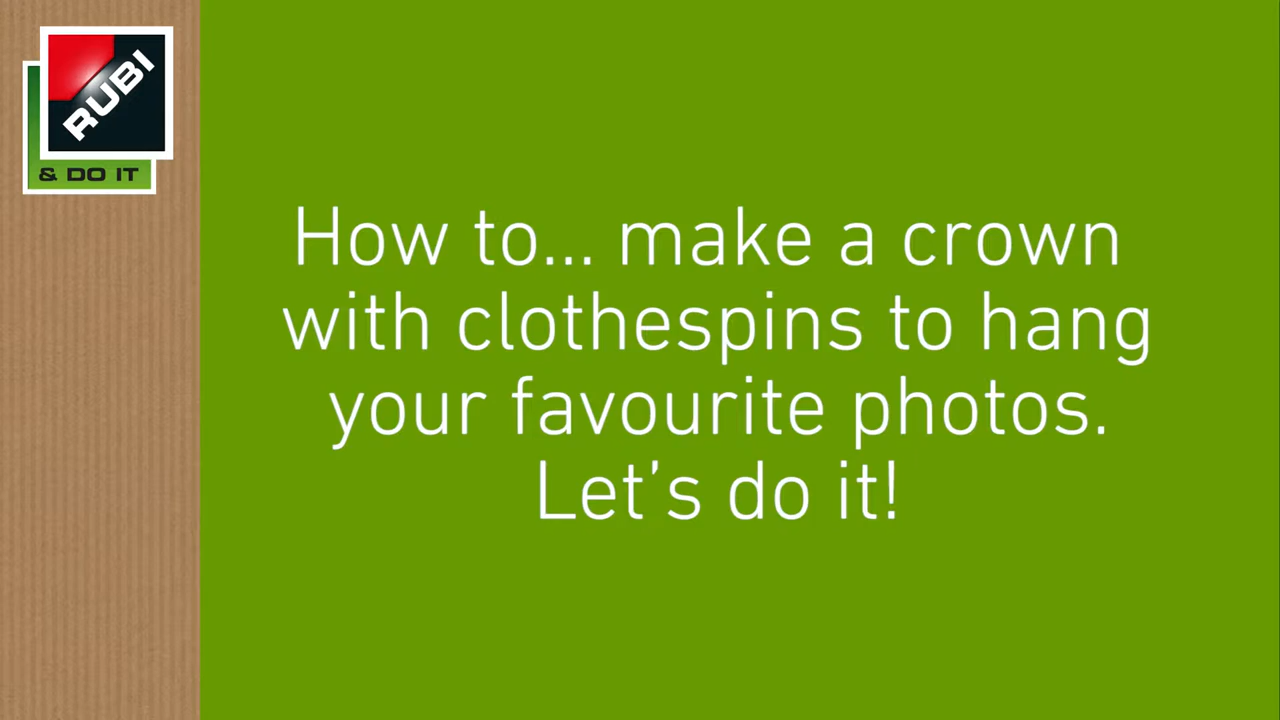 RUBI
& DO IT
How to... make a crown
with clothespins to hang
your favourite photos.
Let's do it!